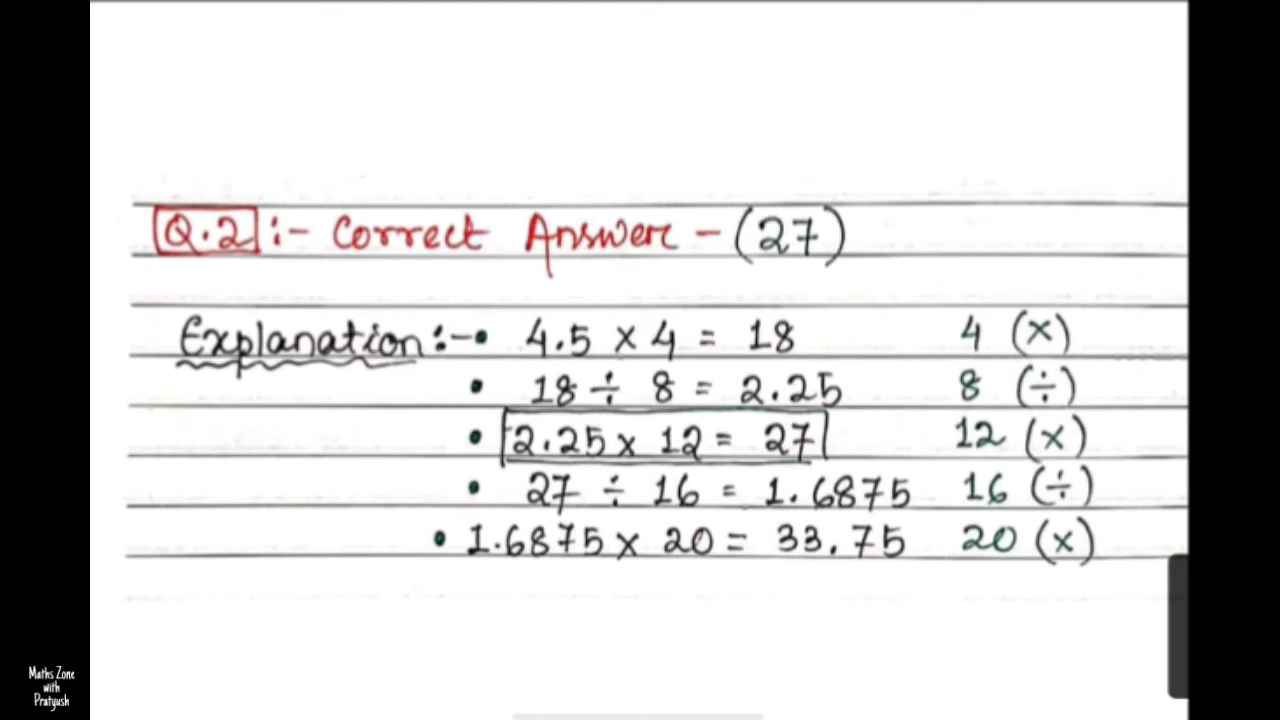 Q.2 :- Correct Answer - (27)
Explanation :- • 4.5 × 4 = 18 4 (×)
• 18 ÷ 8 = 2.25 8 (÷)
• 2.25 × 12 = 27 12 (×)
• 27 ÷ 16 = 1.6875 16 (÷)
• 1.6875 × 20 = 33.75 20 (×)
Maths Zone
with
Pratyush